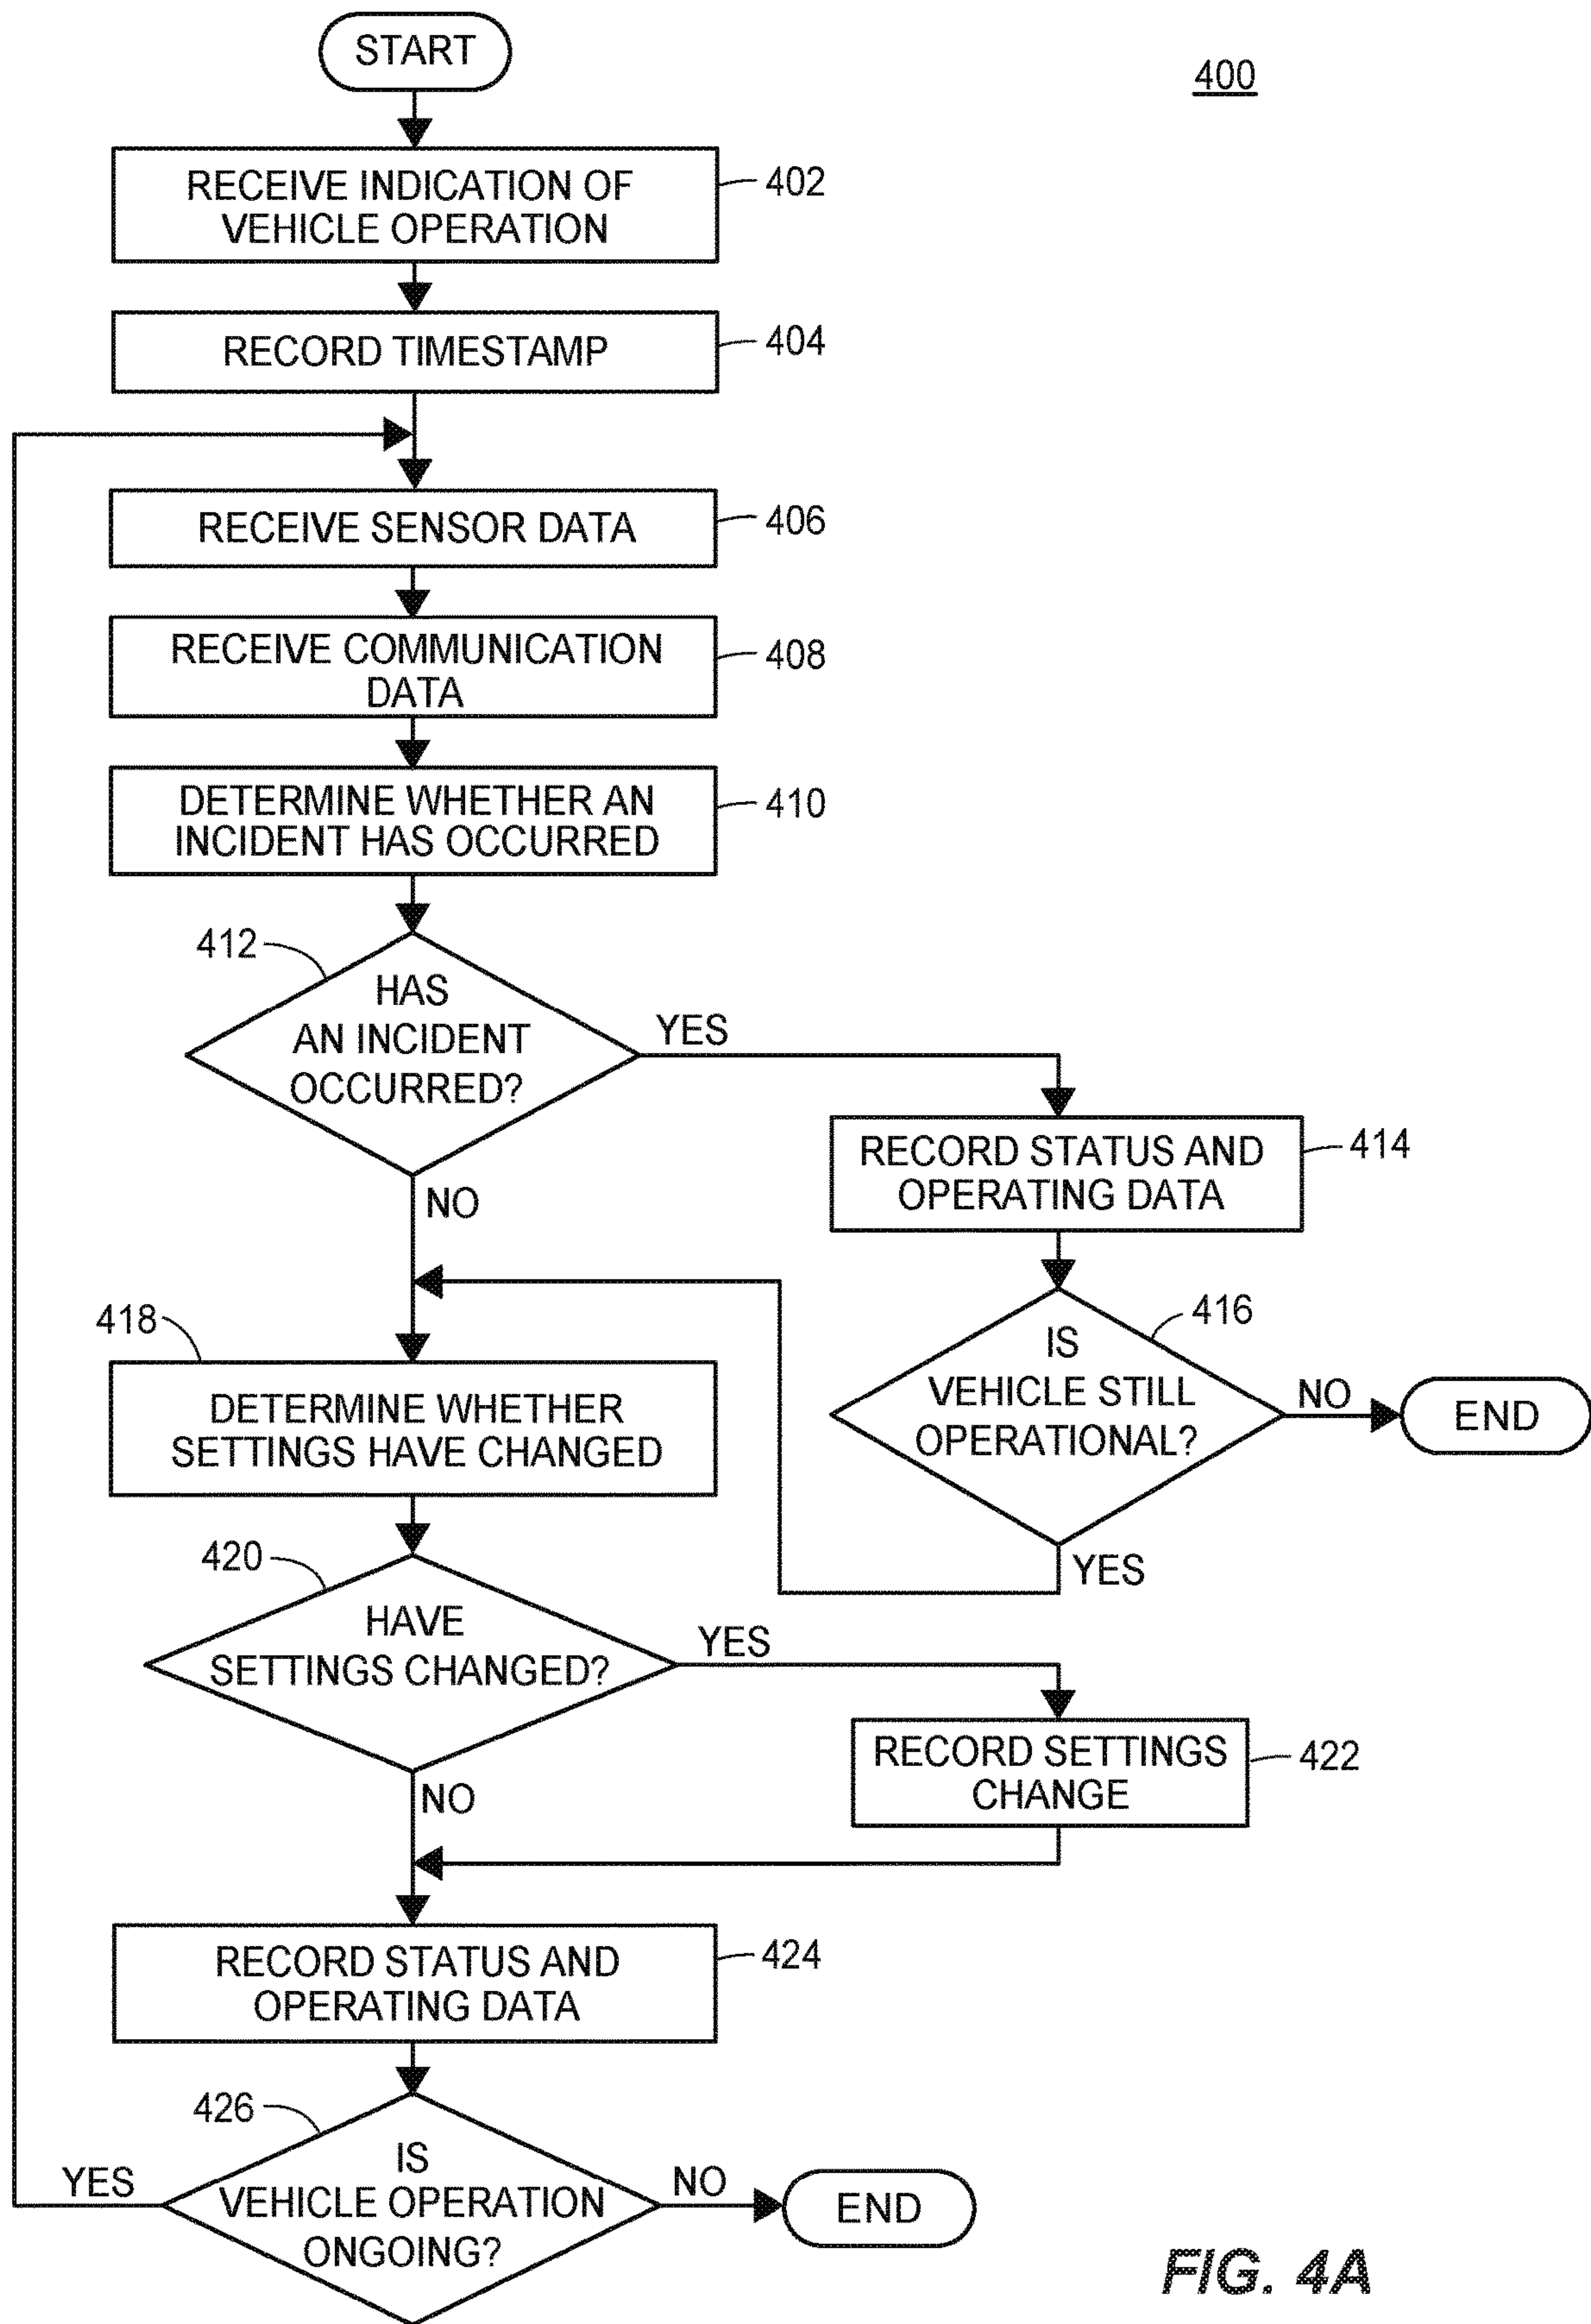 START
400
RECEIVE INDICATION OF
VEHICLE OPERATION
402
RECORD TIMESTAMP
404
RECEIVE SENSOR DATA
406
RECEIVE COMMUNICATION
DATA
408
DETERMINE WHETHER AN
INCIDENT HAS OCCURRED
410
412
HAS
AN INCIDENT
OCCURRED?
YES
NO
RECORD STATUS AND
OPERATING DATA
414
416
IS
VEHICLE STILL
OPERATIONAL?
NO
END
YES
418
DETERMINE WHETHER
SETTINGS HAVE CHANGED
420
HAVE
SETTINGS CHANGED?
YES
NO
RECORD SETTINGS
CHANGE
422
RECORD STATUS AND
OPERATING DATA
424
426
IS
VEHICLE OPERATION
ONGOING?
YES
NO
END
FIG. 4A